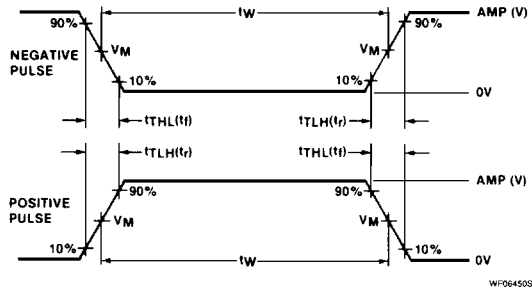 90% tW 90% AMP (V)
NEGATIVE
PULSE
VM VM
10% 10% 0V
tTHL(tf) tTLH(tr)
tTLH(tr) tTHL(tf)
90% 90% AMP (V)
POSITIVE
PULSE
VM VM
10% tW 10% 0V
WF06450S